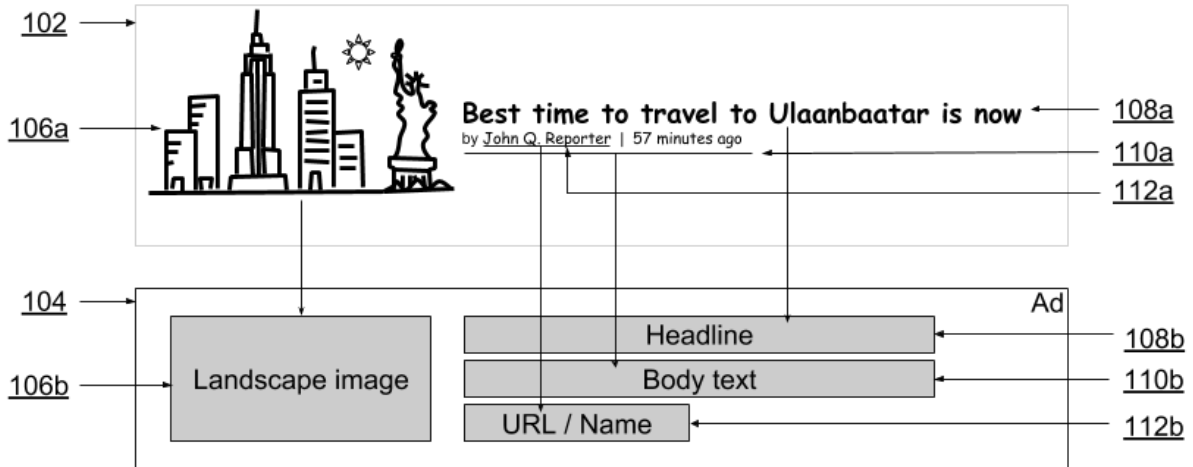 102
106a
Best time to travel to Ulaanbaatar is now
by John Q. Reporter | 57 minutes ago
108a
110a
112a
104
Ad
106b
Landscape image
Headline
Body text
URL / Name
108b
110b
112b